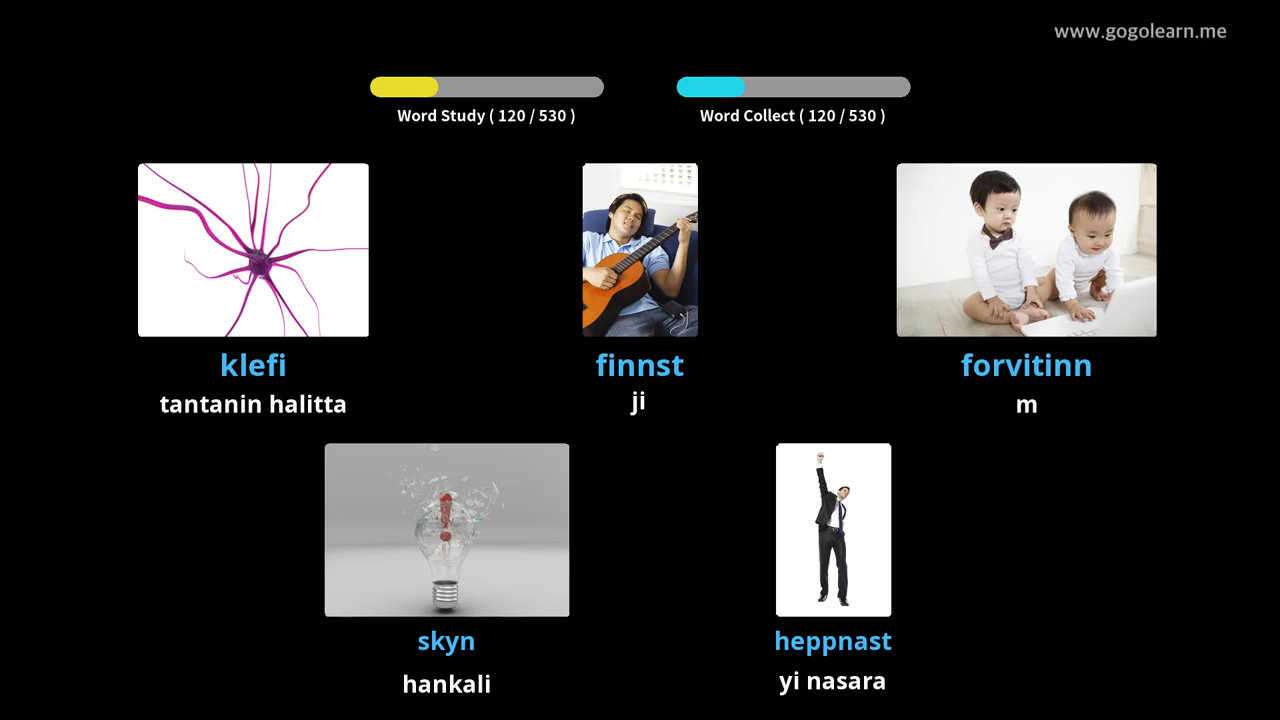 www.gogolearn.me
Word Study ( 120 / 530 )
Word Collect ( 120 / 530 )
klefi
tantanin halitta
finnst
ji
forvitinn
m
skyn
hankali
heppnast
yi nasara